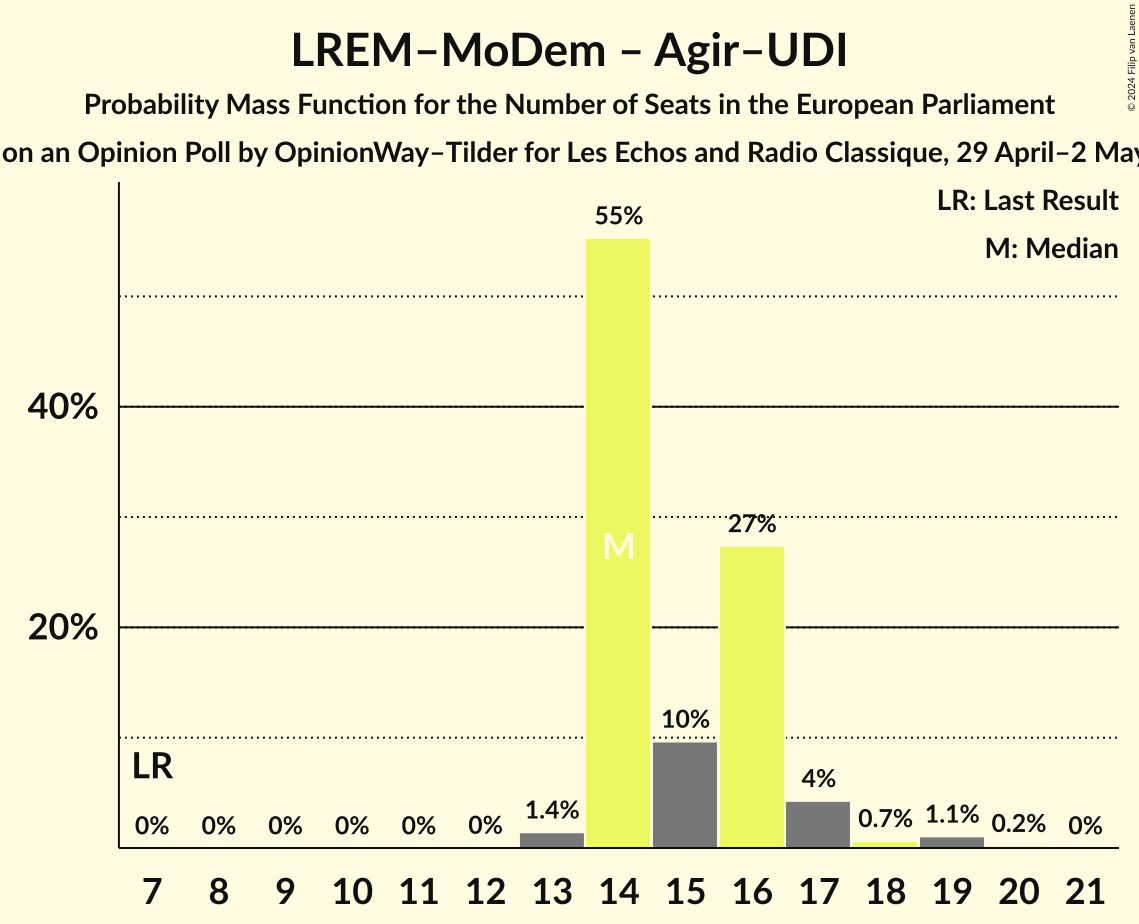 LREM–MoDem – Agir–UDI
Probability Mass Function for the Number of Seats in the European Parliament
on an Opinion Poll by OpinionWay–Tilder for Les Echos and Radio Classique, 29 April–2 May
© 2024 Filip van Laenen
LR: Last Result
M: Median
55%
40%
27%
M
20%
10%
LR
4%
0% 0% 0% 0% 0% 0% 1.4% 0.7% 1.1% 0.2% 0%
7 8 9 10 11 12 13 14 15 16 17 18 19 20 21